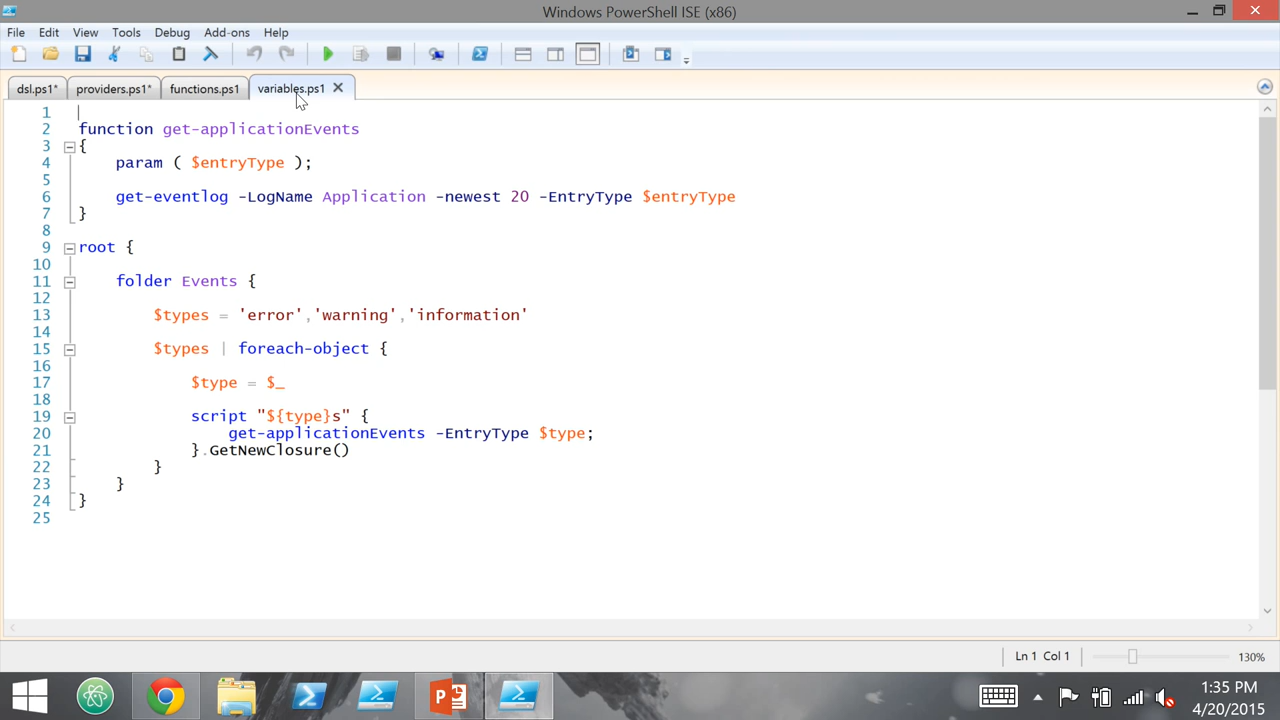 Windows PowerShell ISE (x86)
File Edit View Tools Debug Add-ons Help
dsl.ps1* providers.ps1* functions.ps1 variables.ps1
1
2 function get-applicationEvents
3 {
4 param ( $entryType );
5
6 get-eventlog -LogName Application -newest 20 -EntryType $entryType
7 }
8
9 root {
10
11 folder Events {
12
13 $types = 'error','warning','information'
14
15 $types | foreach-object {
16
17 $type = $_
18
19 script "${type}s" {
20 get-applicationEvents -EntryType $type;
21 }.GetNewClosure()
22 }
23 }
24 }
25
Ln 1 Col 1 130%
1:35 PM
4/20/2015